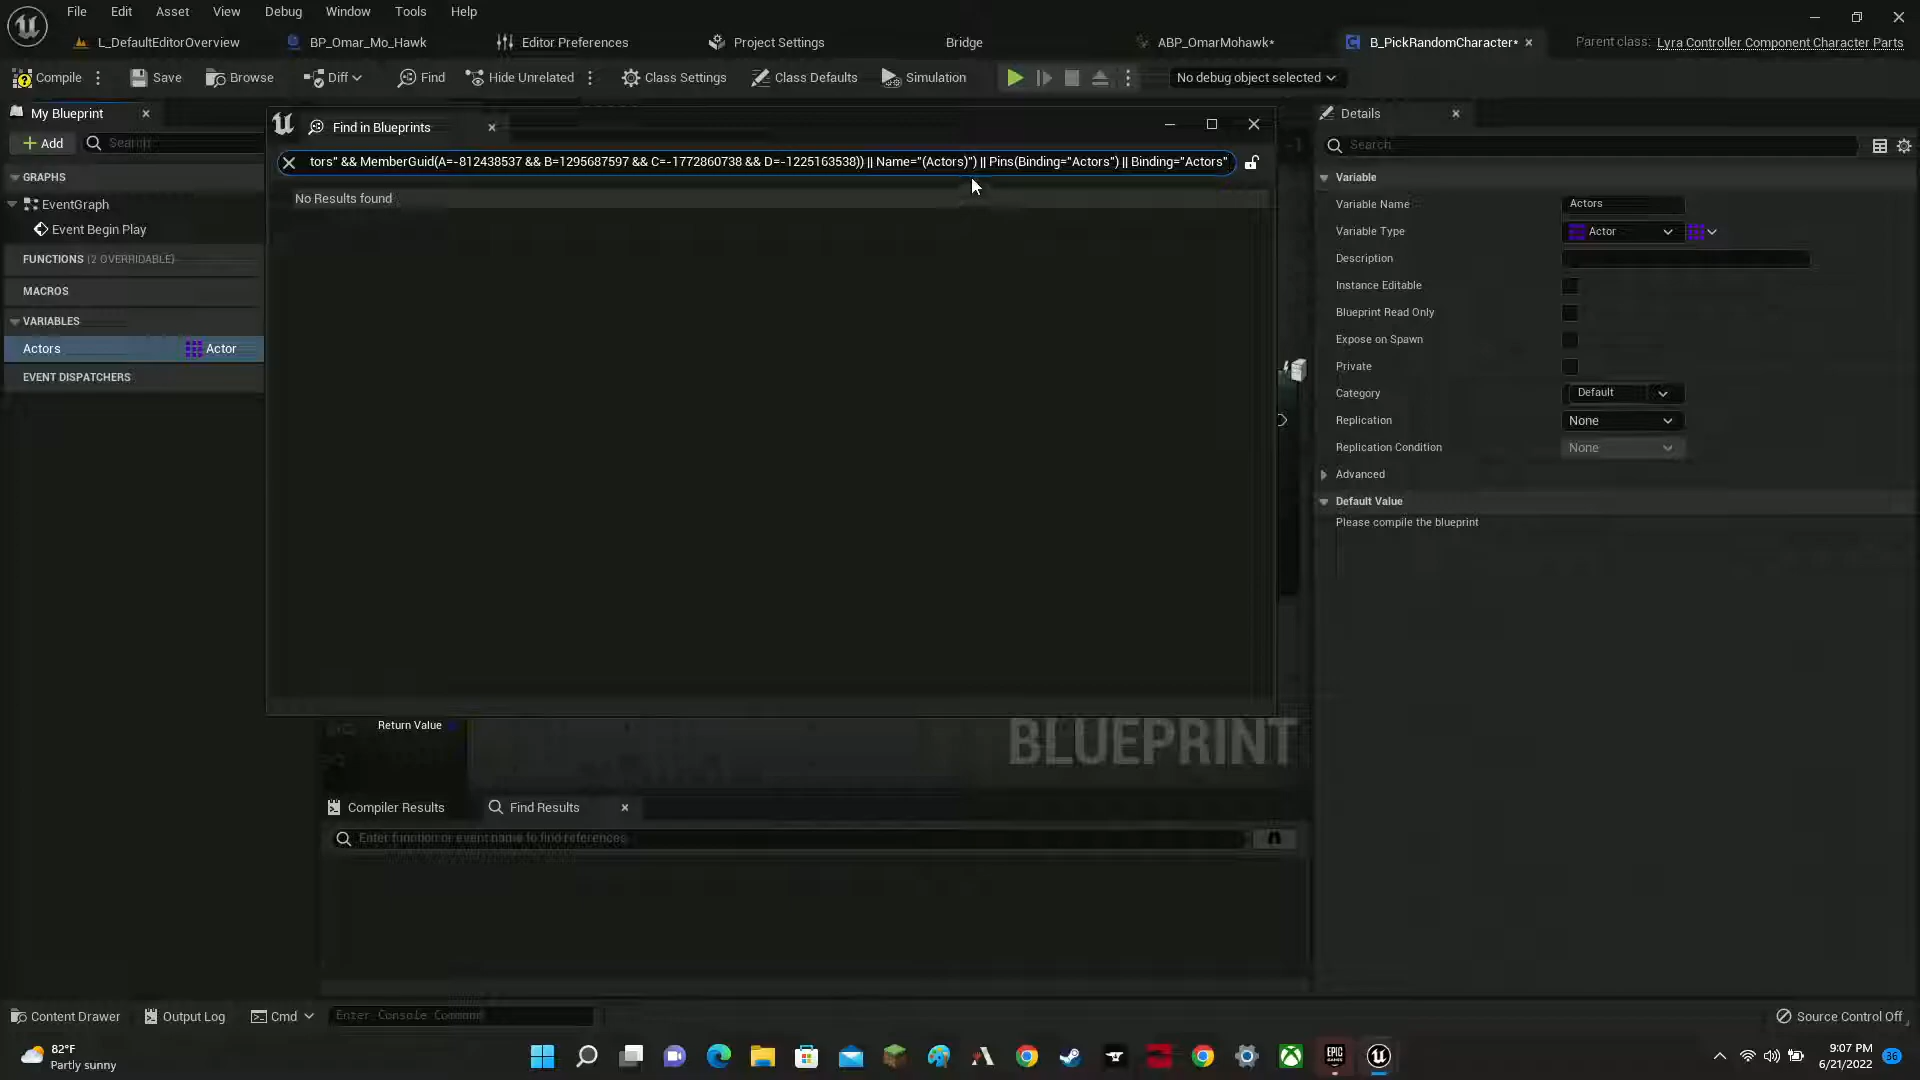 File Edit Asset View Debug Window Tools Help
L_DefaultEditorOverview BP_Omar_Mo_Hawk Editor Preferences Project Settings Bridge ABP_OmarMohawk* B_PickRandomCharacter* Parent class: Lyra Controller Component Character Parts
Compile Save Browse Diff Find Hide Unrelated Class Settings Class Defaults Simulation No debug object selected
My Blueprint Find in Blueprints Details
Add Search Search
tors" && MemberGuid(A=-812438537 && B=1295687597 && C=-1772860738 && D=-1225163538)) || Name="(Actors)") || Pins(Binding="Actors") || Binding="Actors"
No Results found
GRAPHS
EventGraph
Event Begin Play
FUNCTIONS (2 OVERRIDABLE)
MACROS
VARIABLES
Actors Actor
EVENT DISPATCHERS
Variable
Variable Name Actors
Variable Type Actor
Description
Instance Editable
Blueprint Read Only
Expose on Spawn
Private
Category Default
Replication None
Replication Condition None
Advanced
Default Value
Please compile the blueprint
Return Value
BLUEPRINT
Compiler Results Find Results
Enter function or event name to find references
Content Drawer Output Log Cmd Enter Console Command Source Control Off
82°F
Partly sunny
EPIC GAMES
9:07 PM
6/21/2022
36